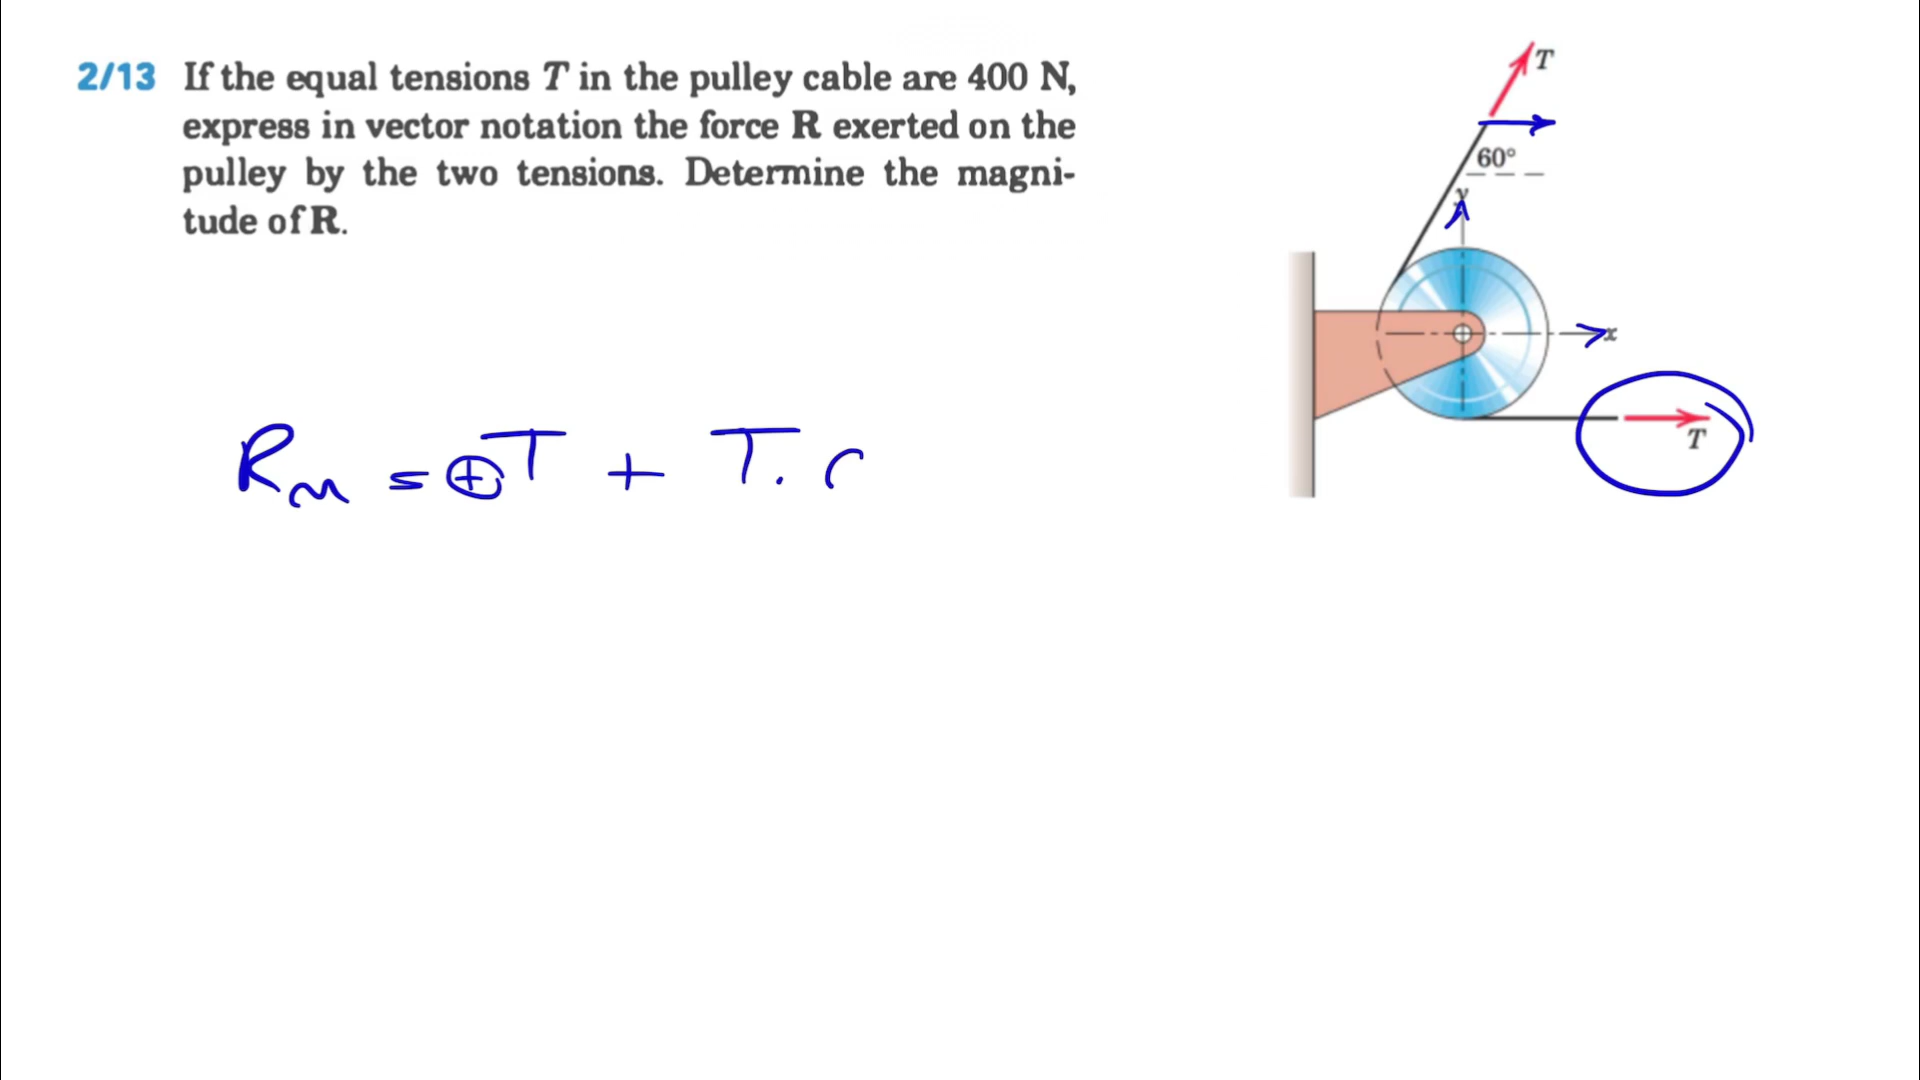 2/13 If the equal tensions T in the pulley cable are 400 N,
express in vector notation the force R exerted on the
pulley by the two tensions. Determine the magni-
tude of R.
T
60°
y
x
T
Rx = ⊕T + T. c